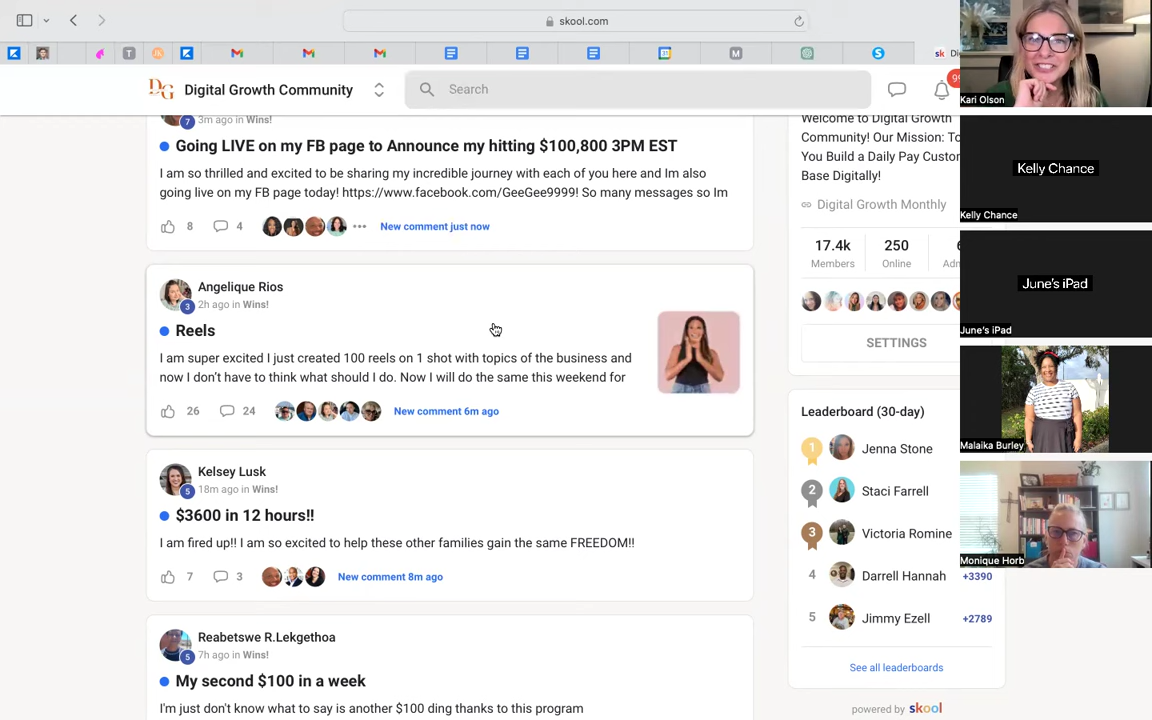 skool.com
T
JK
M
S
sk Di
DG Digital Growth Community
Search
99
7 3m ago in Wins!
Going LIVE on my FB page to Announce my hitting $100,800 3PM EST
I am so thrilled and excited to be sharing my incredible journey with each of you here and Im also
going live on my FB page today! https://www.facebook.com/GeeGee9999! So many messages so Im
8 4 New comment just now
Angelique Rios
3 2h ago in Wins!
Reels
I am super excited I just created 100 reels on 1 shot with topics of the business and
now I don't have to think what should I do. Now I will do the same this weekend for
26 24 New comment 6m ago
Kelsey Lusk
5 18m ago in Wins!
$3600 in 12 hours!!
I am fired up!! I am so excited to help these other families gain the same FREEDOM!!
7 3 New comment 8m ago
Reabetswe R.Lekgethoa
5 7h ago in Wins!
My second $100 in a week
I'm just don't know what to say is another $100 ding thanks to this program
Welcome to Digital Growth
Community! Our Mission: To
You Build a Daily Pay Custom
Base Digitally!
Digital Growth Monthly
17.4k 250 6
Members Online Adm
SETTINGS
Leaderboard (30-day)
1 Jenna Stone
2 Staci Farrell
3 Victoria Romine
4 Darrell Hannah +3390
5 Jimmy Ezell +2789
See all leaderboards
powered by skool
Kari Olson
Kelly Chance
Kelly Chance
June's iPad
June's iPad
Malaika Burley
Monique Horb